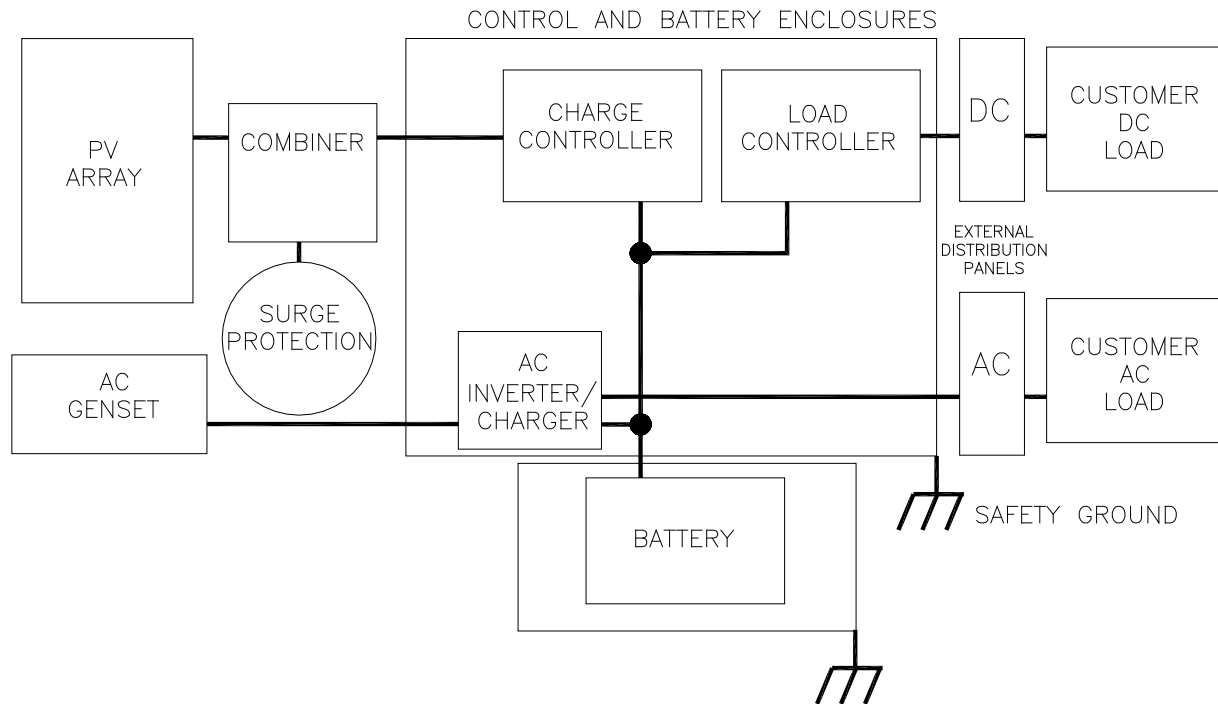 CONTROL AND BATTERY ENCLOSURES
PV
ARRAY
COMBINER
CHARGE
CONTROLLER
LOAD
CONTROLLER
DC
CUSTOMER
DC
LOAD
EXTERNAL
DISTRIBUTION
PANELS
SURGE
PROTECTION
AC
GENSET
AC
INVERTER/
CHARGER
AC
CUSTOMER
AC
LOAD
BATTERY
SAFETY GROUND